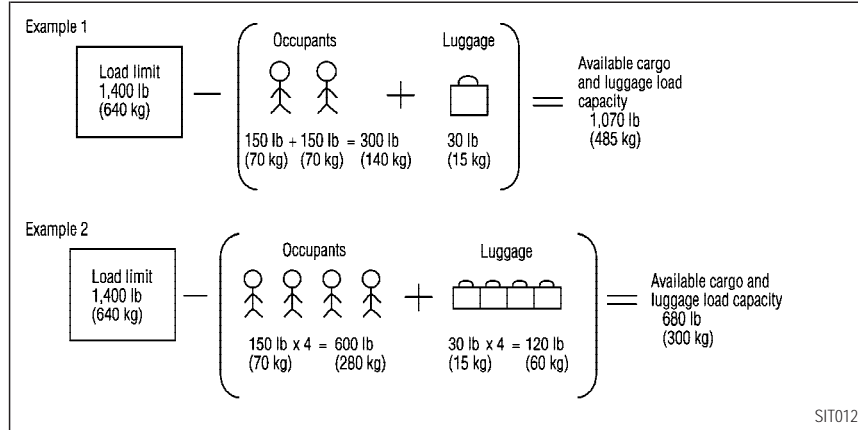 Example 1
Load limit
1,400 lb
(640 kg)
Occupants
150 lb + 150 lb = 300 lb
(70 kg) (70 kg) (140 kg)
Luggage
30 lb
(15 kg)
Available cargo
and luggage load
capacity
1,070 lb
(485 kg)
Example 2
Load limit
1,400 lb
(640 kg)
Occupants
150 lb x 4 = 600 lb
(70 kg) (280 kg)
Luggage
30 lb x 4 = 120 lb
(15 kg) (60 kg)
Available cargo and
luggage load capacity
680 lb
(300 kg)
SIT012